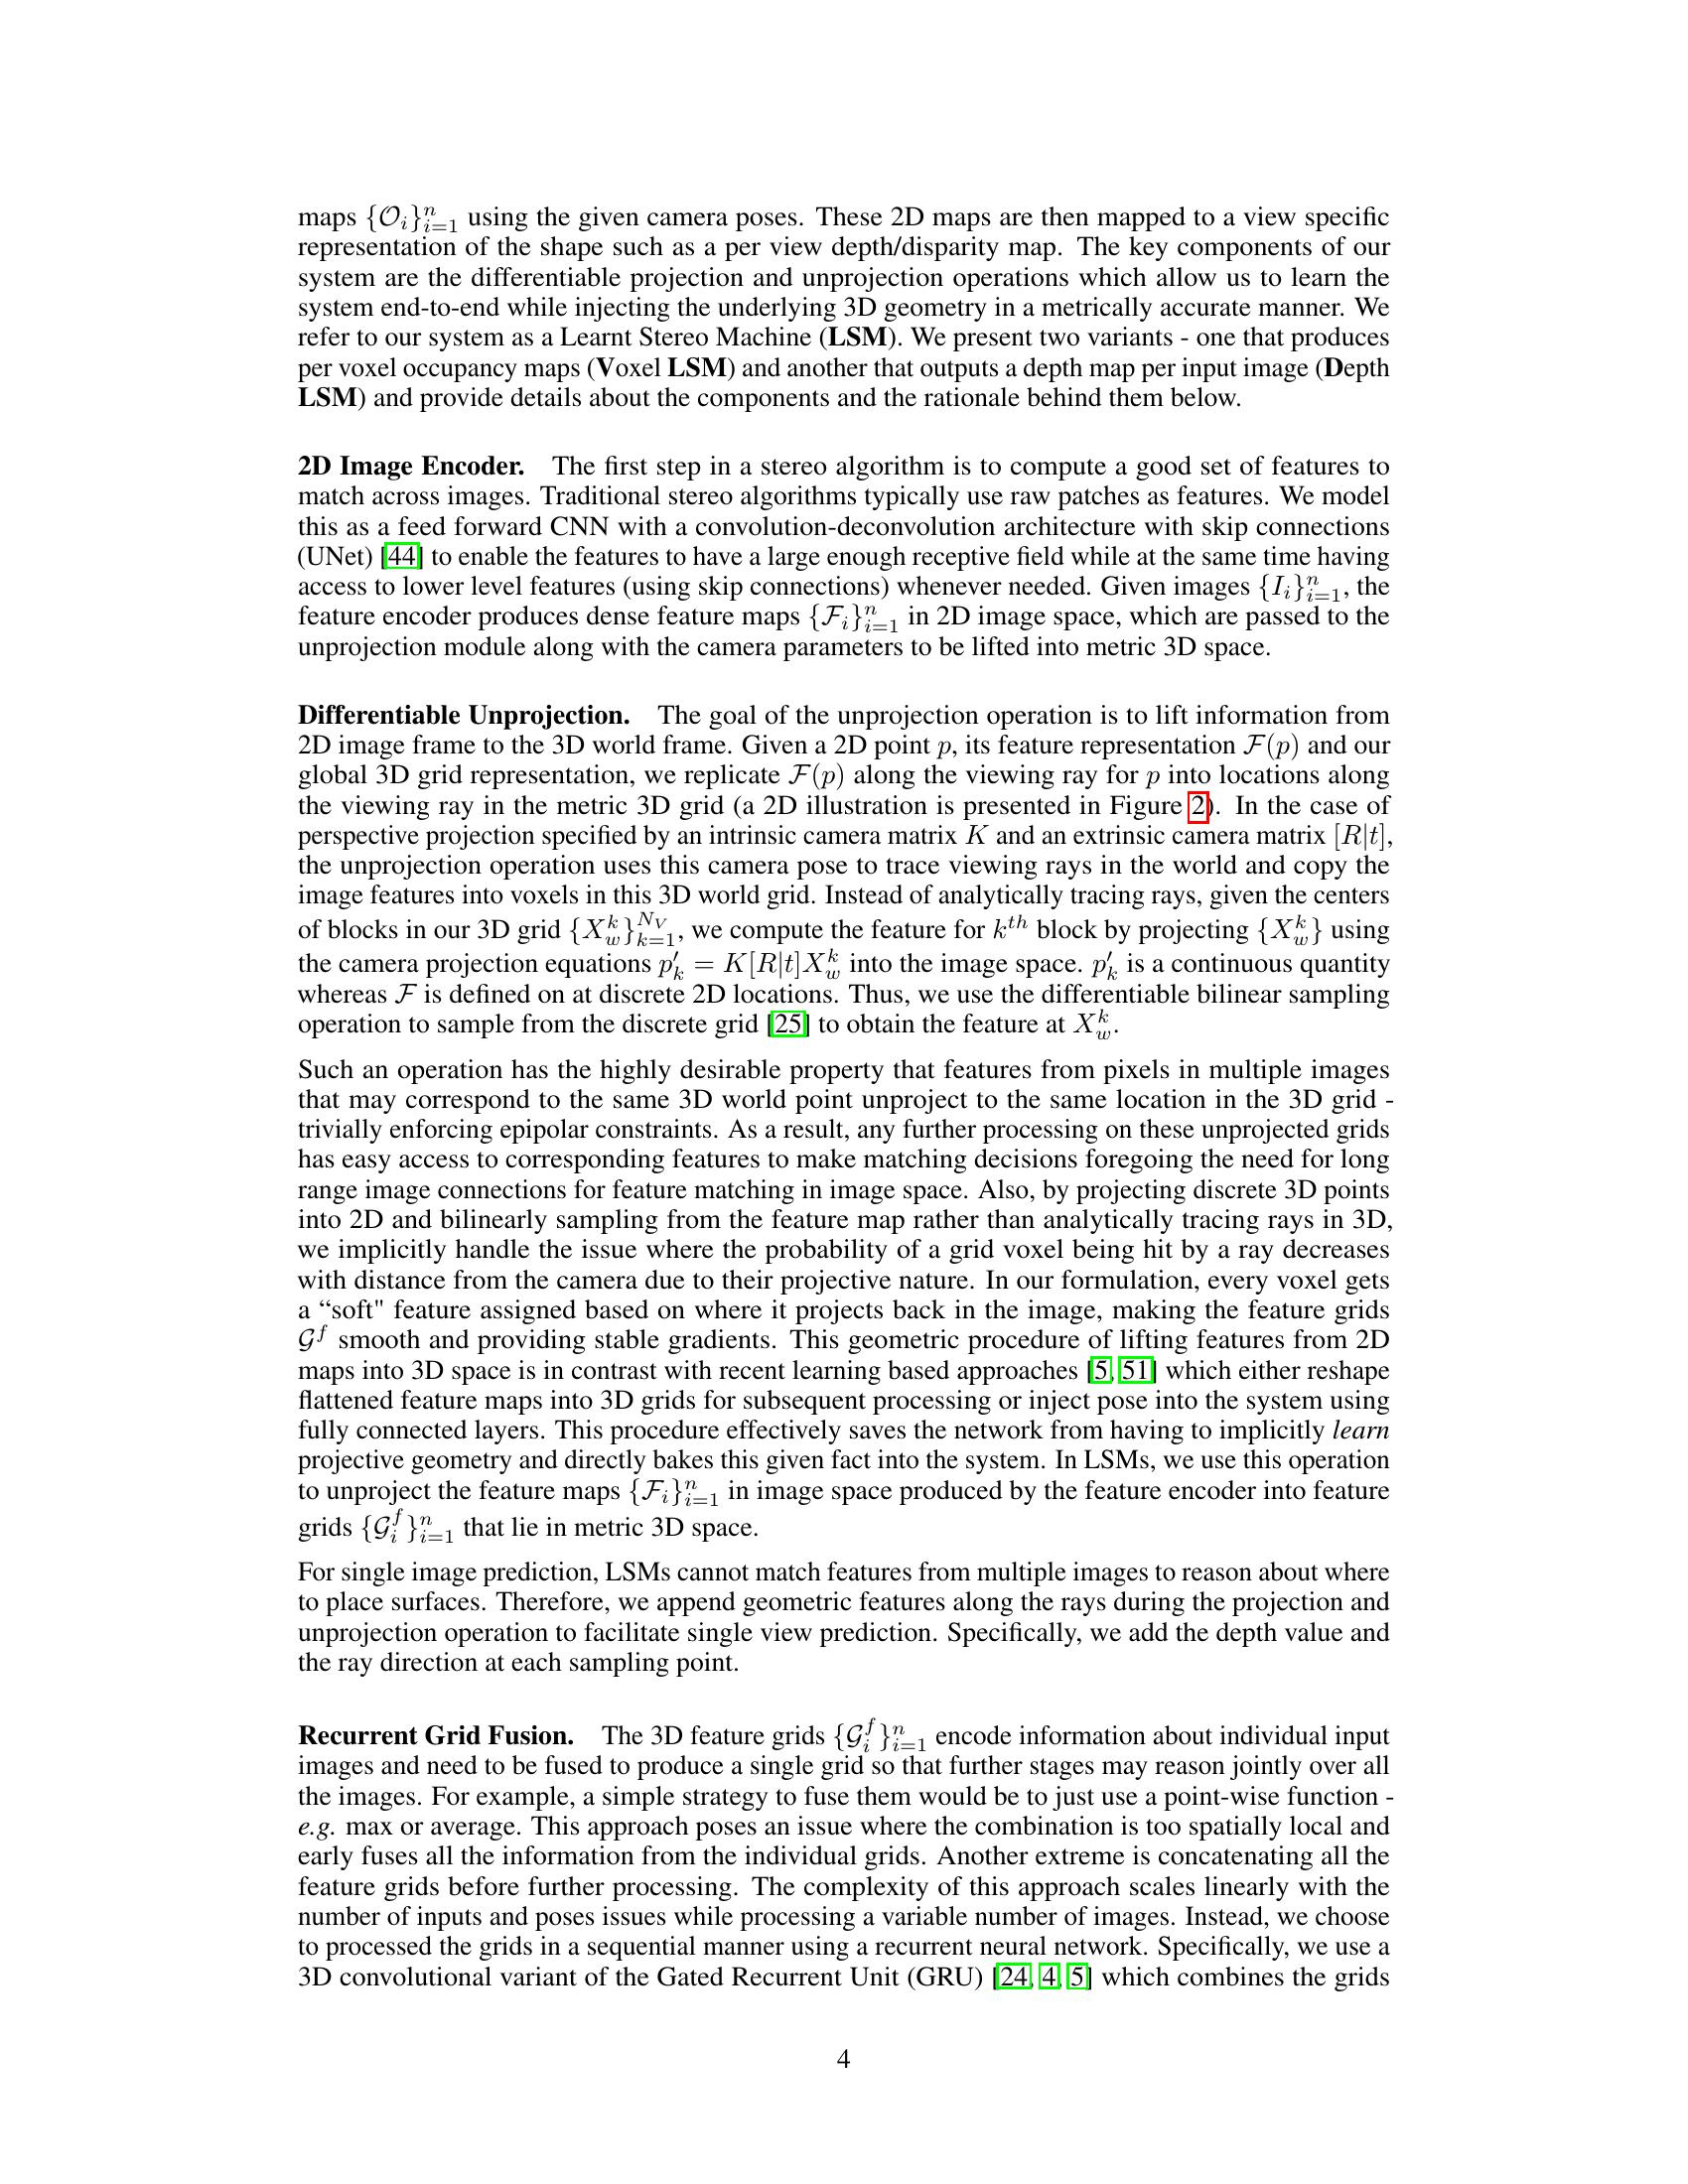 maps {𝒪ᵢ}ⁿᵢ₌₁ using the given camera poses. These 2D maps are then mapped to a view specific
representation of the shape such as a per view depth/disparity map. The key components of our
system are the differentiable projection and unprojection operations which allow us to learn the
system end-to-end while injecting the underlying 3D geometry in a metrically accurate manner. We
refer to our system as a Learnt Stereo Machine (LSM). We present two variants - one that produces
per voxel occupancy maps (Voxel LSM) and another that outputs a depth map per input image (Depth
LSM) and provide details about the components and the rationale behind them below.
2D Image Encoder. The first step in a stereo algorithm is to compute a good set of features to
match across images. Traditional stereo algorithms typically use raw patches as features. We model
this as a feed forward CNN with a convolution-deconvolution architecture with skip connections
(UNet) [44] to enable the features to have a large enough receptive field while at the same time having
access to lower level features (using skip connections) whenever needed. Given images {Iᵢ}ⁿᵢ₌₁, the
feature encoder produces dense feature maps {ℱᵢ}ⁿᵢ₌₁ in 2D image space, which are passed to the
unprojection module along with the camera parameters to be lifted into metric 3D space.
Differentiable Unprojection. The goal of the unprojection operation is to lift information from
2D image frame to the 3D world frame. Given a 2D point p, its feature representation ℱ(p) and our
global 3D grid representation, we replicate ℱ(p) along the viewing ray for p into locations along
the viewing ray in the metric 3D grid (a 2D illustration is presented in Figure 2). In the case of
perspective projection specified by an intrinsic camera matrix K and an extrinsic camera matrix [R|t],
the unprojection operation uses this camera pose to trace viewing rays in the world and copy the
image features into voxels in this 3D world grid. Instead of analytically tracing rays, given the centers
of blocks in our 3D grid {X_w^k}_{k=1}^{N_V}, we compute the feature for k^{th} block by projecting {X_w^k} using
the camera projection equations p′_k = K[R|t]X_w^k into the image space. p′_k is a continuous quantity
whereas ℱ is defined on at discrete 2D locations. Thus, we use the differentiable bilinear sampling
operation to sample from the discrete grid [25] to obtain the feature at X_w^k.
Such an operation has the highly desirable property that features from pixels in multiple images
that may correspond to the same 3D world point unproject to the same location in the 3D grid -
trivially enforcing epipolar constraints. As a result, any further processing on these unprojected grids
has easy access to corresponding features to make matching decisions foregoing the need for long
range image connections for feature matching in image space. Also, by projecting discrete 3D points
into 2D and bilinearly sampling from the feature map rather than analytically tracing rays in 3D,
we implicitly handle the issue where the probability of a grid voxel being hit by a ray decreases
with distance from the camera due to their projective nature. In our formulation, every voxel gets
a “soft" feature assigned based on where it projects back in the image, making the feature grids
𝒢^f smooth and providing stable gradients. This geometric procedure of lifting features from 2D
maps into 3D space is in contrast with recent learning based approaches [5, 51] which either reshape
flattened feature maps into 3D grids for subsequent processing or inject pose into the system using
fully connected layers. This procedure effectively saves the network from having to implicitly learn
projective geometry and directly bakes this given fact into the system. In LSMs, we use this operation
to unproject the feature maps {ℱᵢ}ⁿᵢ₌₁ in image space produced by the feature encoder into feature
grids {𝒢_i^f}ⁿᵢ₌₁ that lie in metric 3D space.
For single image prediction, LSMs cannot match features from multiple images to reason about where
to place surfaces. Therefore, we append geometric features along the rays during the projection and
unprojection operation to facilitate single view prediction. Specifically, we add the depth value and
the ray direction at each sampling point.
Recurrent Grid Fusion. The 3D feature grids {𝒢_i^f}ⁿᵢ₌₁ encode information about individual input
images and need to be fused to produce a single grid so that further stages may reason jointly over all
the images. For example, a simple strategy to fuse them would be to just use a point-wise function -
e.g. max or average. This approach poses an issue where the combination is too spatially local and
early fuses all the information from the individual grids. Another extreme is concatenating all the
feature grids before further processing. The complexity of this approach scales linearly with the
number of inputs and poses issues while processing a variable number of images. Instead, we choose
to processed the grids in a sequential manner using a recurrent neural network. Specifically, we use a
3D convolutional variant of the Gated Recurrent Unit (GRU) [24, 4, 5] which combines the grids
4